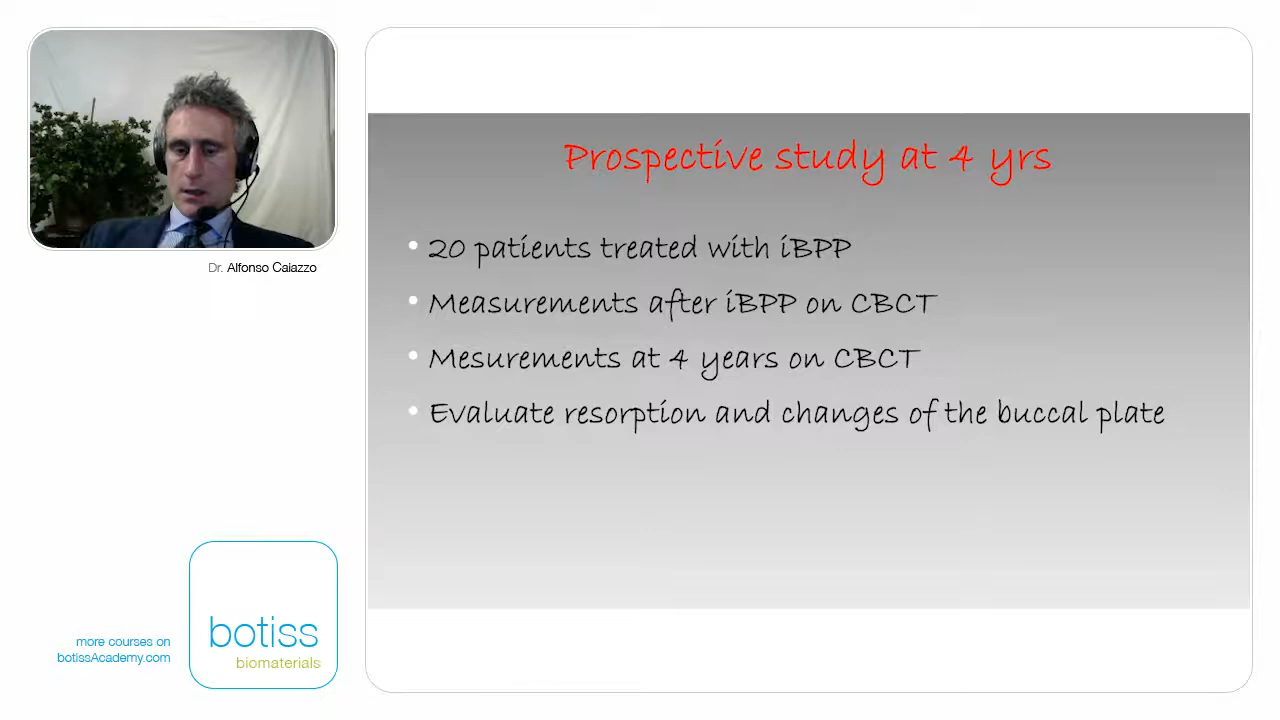 Dr. Alfonso Caiazzo
Prospective study at 4 yrs
• 20 patients treated with iBPP
• Measurements after iBPP on CBCT
• Mesurements at 4 years on CBCT
• Evaluate resorption and changes of the buccal plate
more courses on
botissAcademy.com
botiss
biomaterials